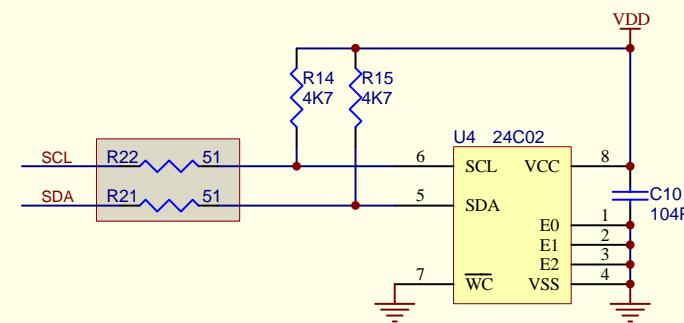 VDD
R14
4K7
R15
4K7
U4 24C02
SCL R22 51 6 SCL VCC 8
SDA R21 51 5 SDA
C10
104P
E0 1
E1 2
E2 3
7 WC VSS 4